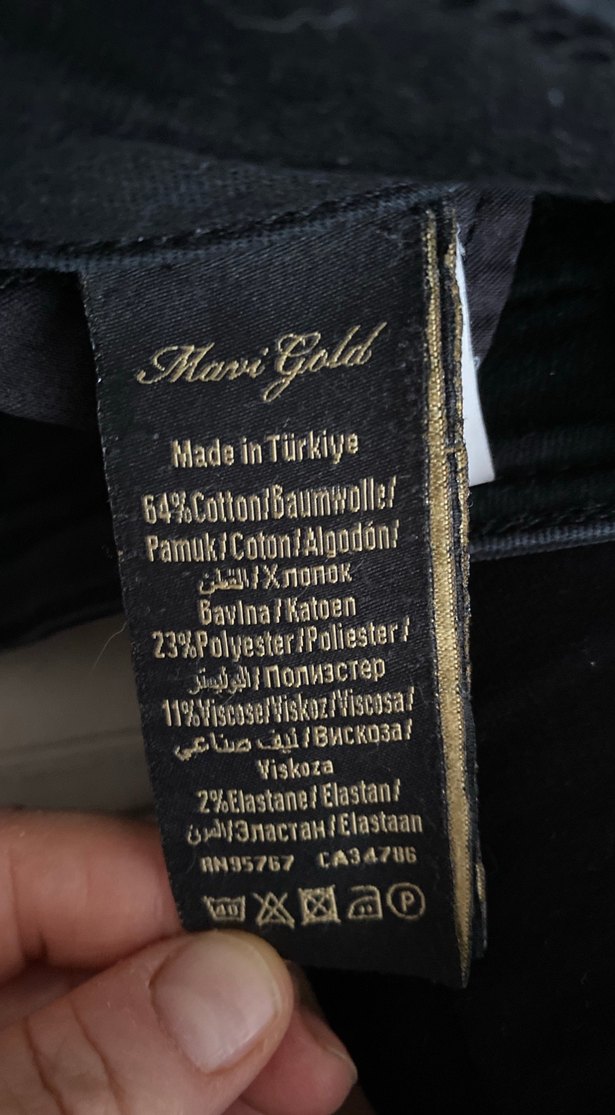 Mavi Gold
Made in Türkiye
64%Cotton/Baumwolle/
Pamuk/Coton/Algodón/
القطن/Хлопок
Bavlna/Katoen
23%Polyester/Poliester/
البوليستر/Полиэстер
11%Viscose/Viskoz/Viscosa/
ليف صناعي/Вискоза/
Viskoza
2%Elastane/Elastan/
/Эластан/Elastaan
RN95767 CA34786
40 P